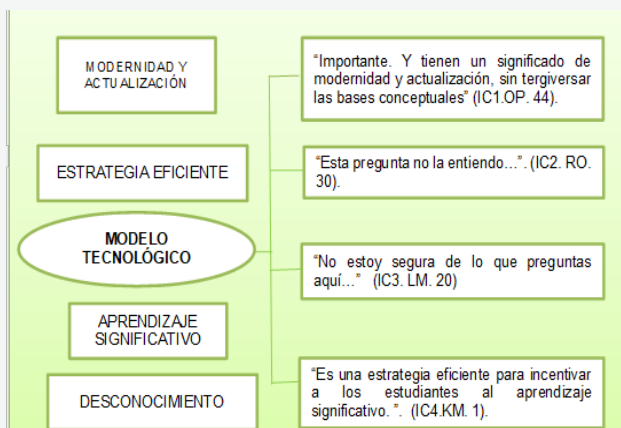 MODERNIDAD Y
ACTUALIZACIÓN
“Importante. Y tienen un significado de
modernidad y actualización, sin tergiversar
las bases conceptuales” (IC1.OP. 44).
ESTRATEGIA EFICIENTE
“Esta pregunta no la entiendo…”. (IC2. RO.
30).
MODELO
TECNOLÓGICO
“No estoy segura de lo que preguntas
aquí…” (IC3. LM. 20)
APRENDIZAJE
SIGNIFICATIVO
“Es una estrategia eficiente para incentivar
a los estudiantes al aprendizaje
significativo. ”. (IC4.KM. 1).
DESCONOCIMIENTO